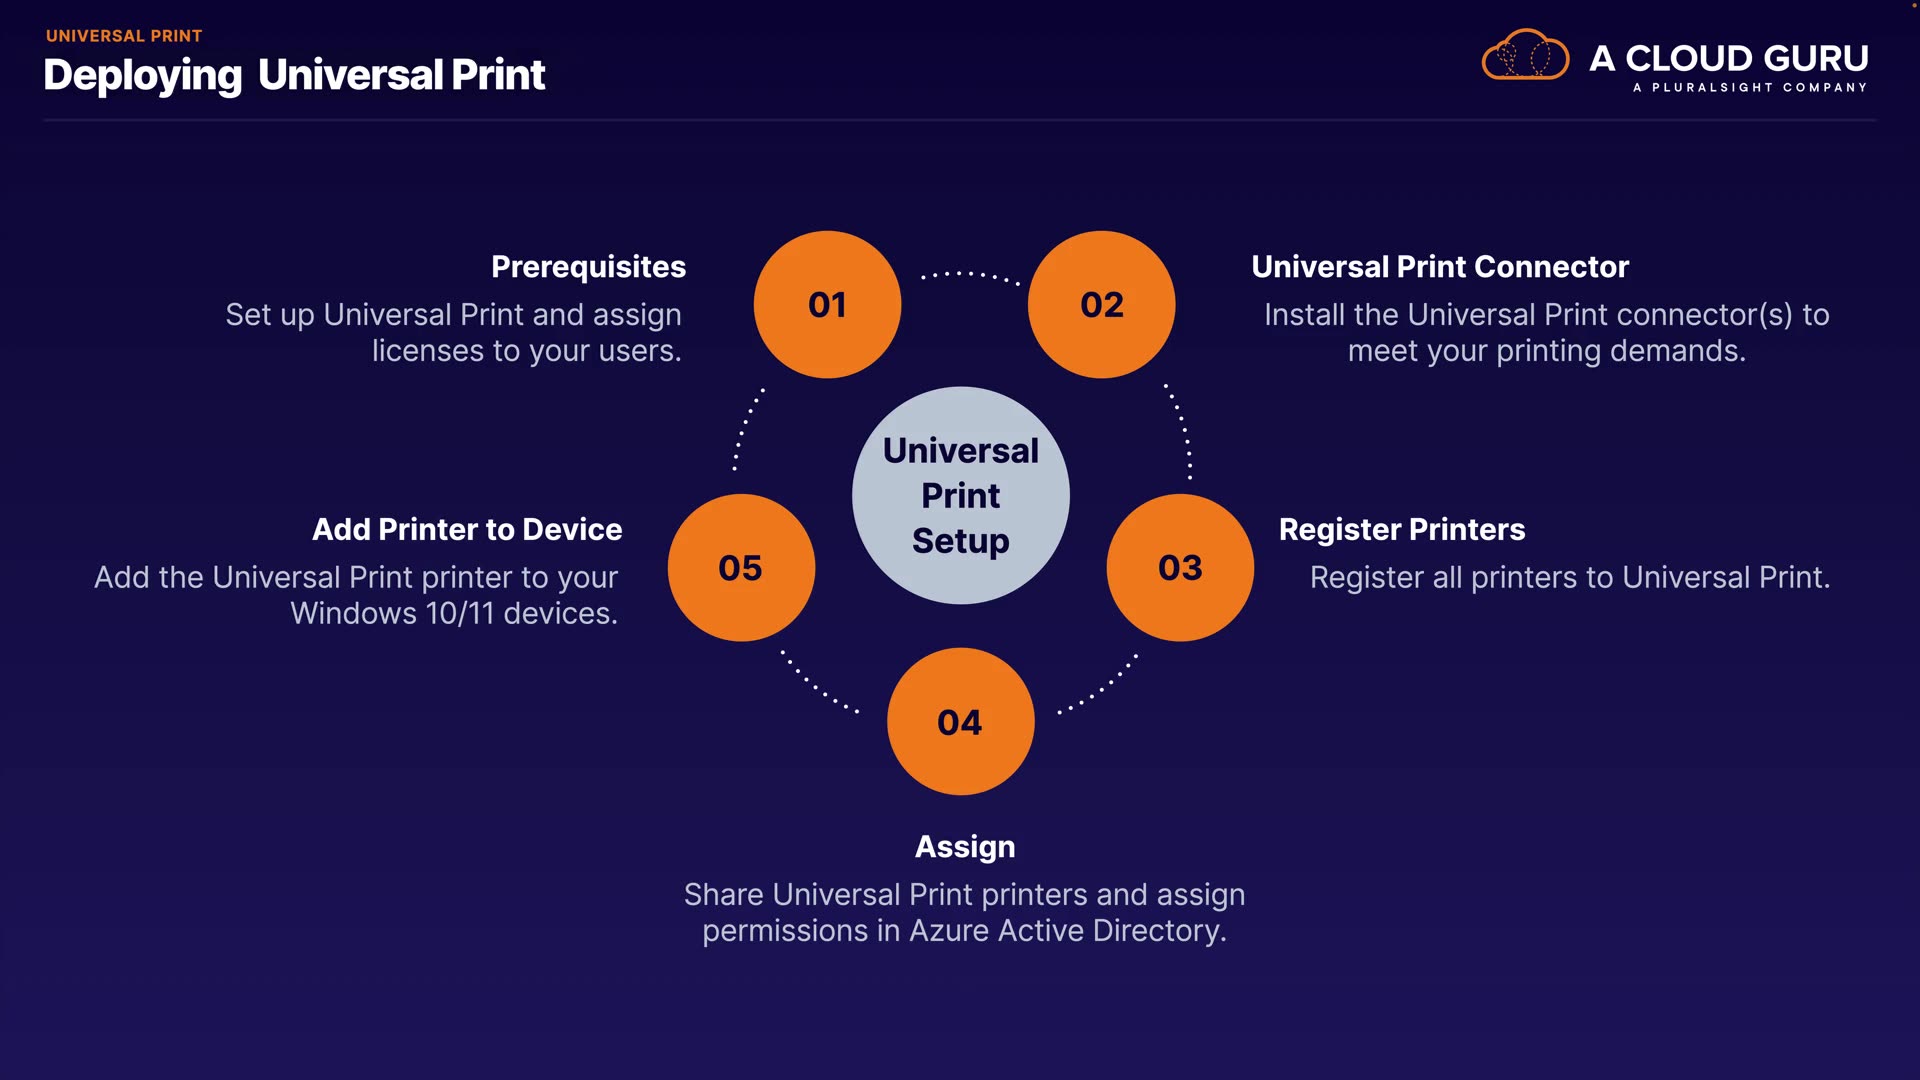 UNIVERSAL PRINT
Deploying Universal Print
A CLOUD GURU
A PLURALSIGHT COMPANY
01
Prerequisites
Set up Universal Print and assign
licenses to your users.
02
Universal Print Connector
Install the Universal Print connector(s) to
meet your printing demands.
Universal
Print
Setup
03
Register Printers
Register all printers to Universal Print.
04
Assign
Share Universal Print printers and assign
permissions in Azure Active Directory.
05
Add Printer to Device
Add the Universal Print printer to your
Windows 10/11 devices.